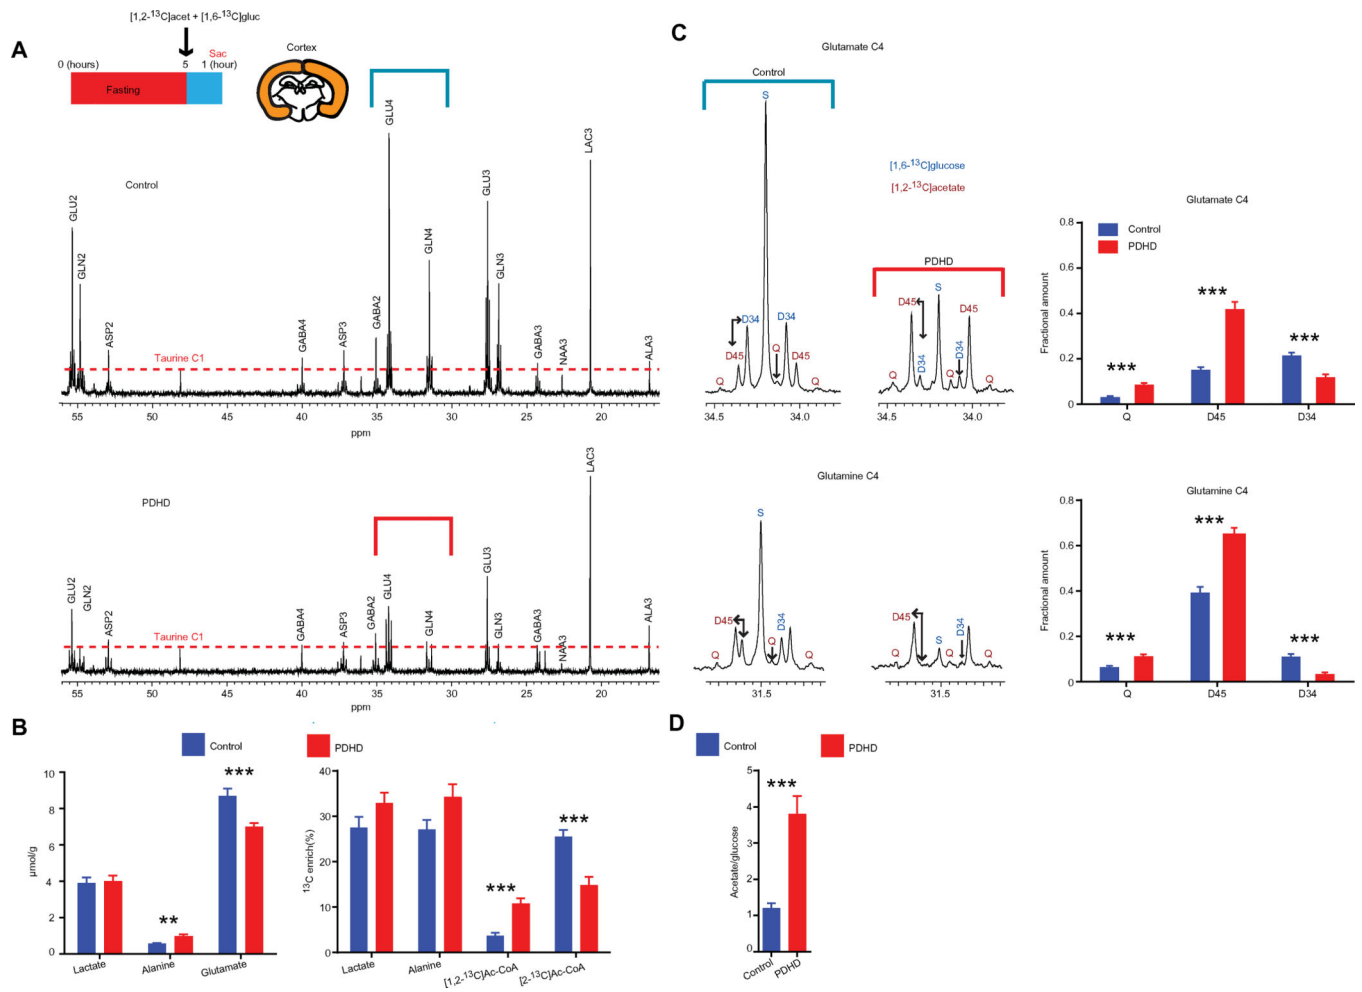 [1,2-¹³C]acet + [1,6-¹³C]gluc
A
0 (hours)
5
Sac
1 (hour)
Fasting
Cortex
Control
GLU2
GLN2
ASP2
Taurine C1
GABA4
ASP3
GABA2
GLU4
GLN4
GLU3
GLN3
GABA3
NAA3
LAC3
ALA3
55 50 45 40 35 30 25 20
ppm
PDHD
GLU2
GLN2
ASP2
Taurine C1
GABA4
ASP3
GABA2
GLU4
GLN4
GLU3
GLN3
GABA3
NAA3
LAC3
ALA3
55 50 45 40 35 30 25 20
ppm
B
Control
PDHD
10
8
6
4
2
0
µmol/g
**
***
Lactate Alanine Glutamate
40
30
20
10
0
¹³C enrich(%)
***
***
Lactate Alanine [1,2-¹³C]Ac-CoA [2-¹³C]Ac-CoA
C
Glutamate C4
Control
S
D34
D34
D45
D45
Q
Q
Q
34.5 34.0
[1,6-¹³C]glucose
[1,2-¹³C]acetate
PDHD
D45
S
D45
D34
D34
Q
Q
Q
34.5 34.0
Glutamate C4
Control
PDHD
0.8
0.6
0.4
0.2
0
Fractional amount
***
***
***
Q D45 D34
Glutamine C4
S
D45
D34
Q
Q
Q
31.5
D45
S
D34
Q
Q
Q
31.5
Glutamine C4
0.8
0.6
0.4
0.2
0
Fractional amount
***
***
***
Q D45 D34
D
Control
PDHD
5
4
3
2
1
0
Acetate/glucose
***
Control PDHD